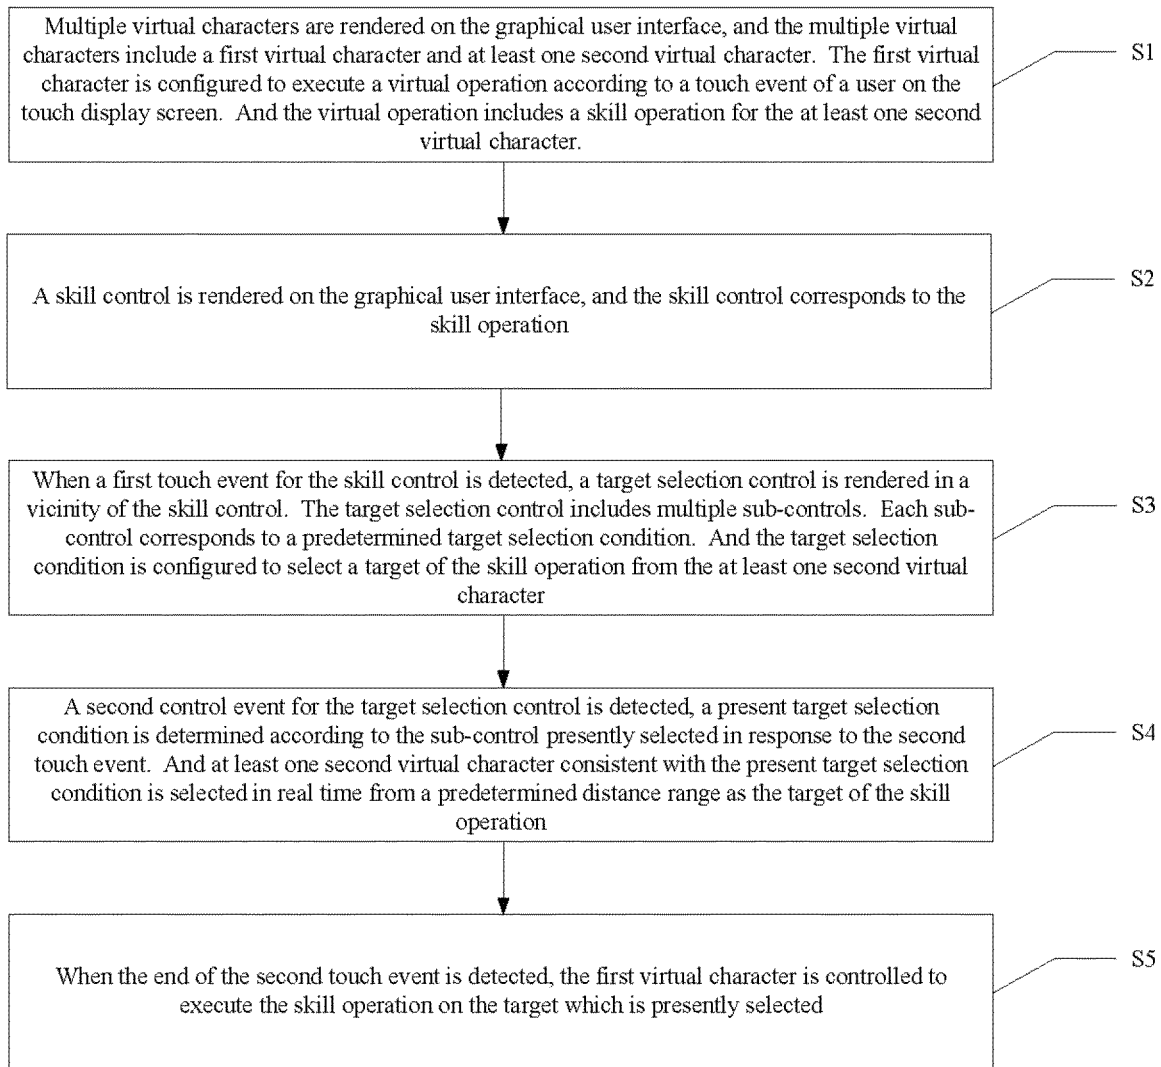 Multiple virtual characters are rendered on the graphical user interface, and the multiple virtual
characters include a first virtual character and at least one second virtual character. The first virtual
character is configured to execute a virtual operation according to a touch event of a user on the
touch display screen. And the virtual operation includes a skill operation for the at least one second
virtual character.
S1
A skill control is rendered on the graphical user interface, and the skill control corresponds to the
skill operation
S2
When a first touch event for the skill control is detected, a target selection control is rendered in a
vicinity of the skill control. The target selection control includes multiple sub-controls. Each sub-
control corresponds to a predetermined target selection condition. And the target selection
condition is configured to select a target of the skill operation from the at least one second virtual
character
S3
A second control event for the target selection control is detected, a present target selection
condition is determined according to the sub-control presently selected in response to the second
touch event. And at least one second virtual character consistent with the present target selection
condition is selected in real time from a predetermined distance range as the target of the skill
operation
S4
When the end of the second touch event is detected, the first virtual character is controlled to
execute the skill operation on the target which is presently selected
S5